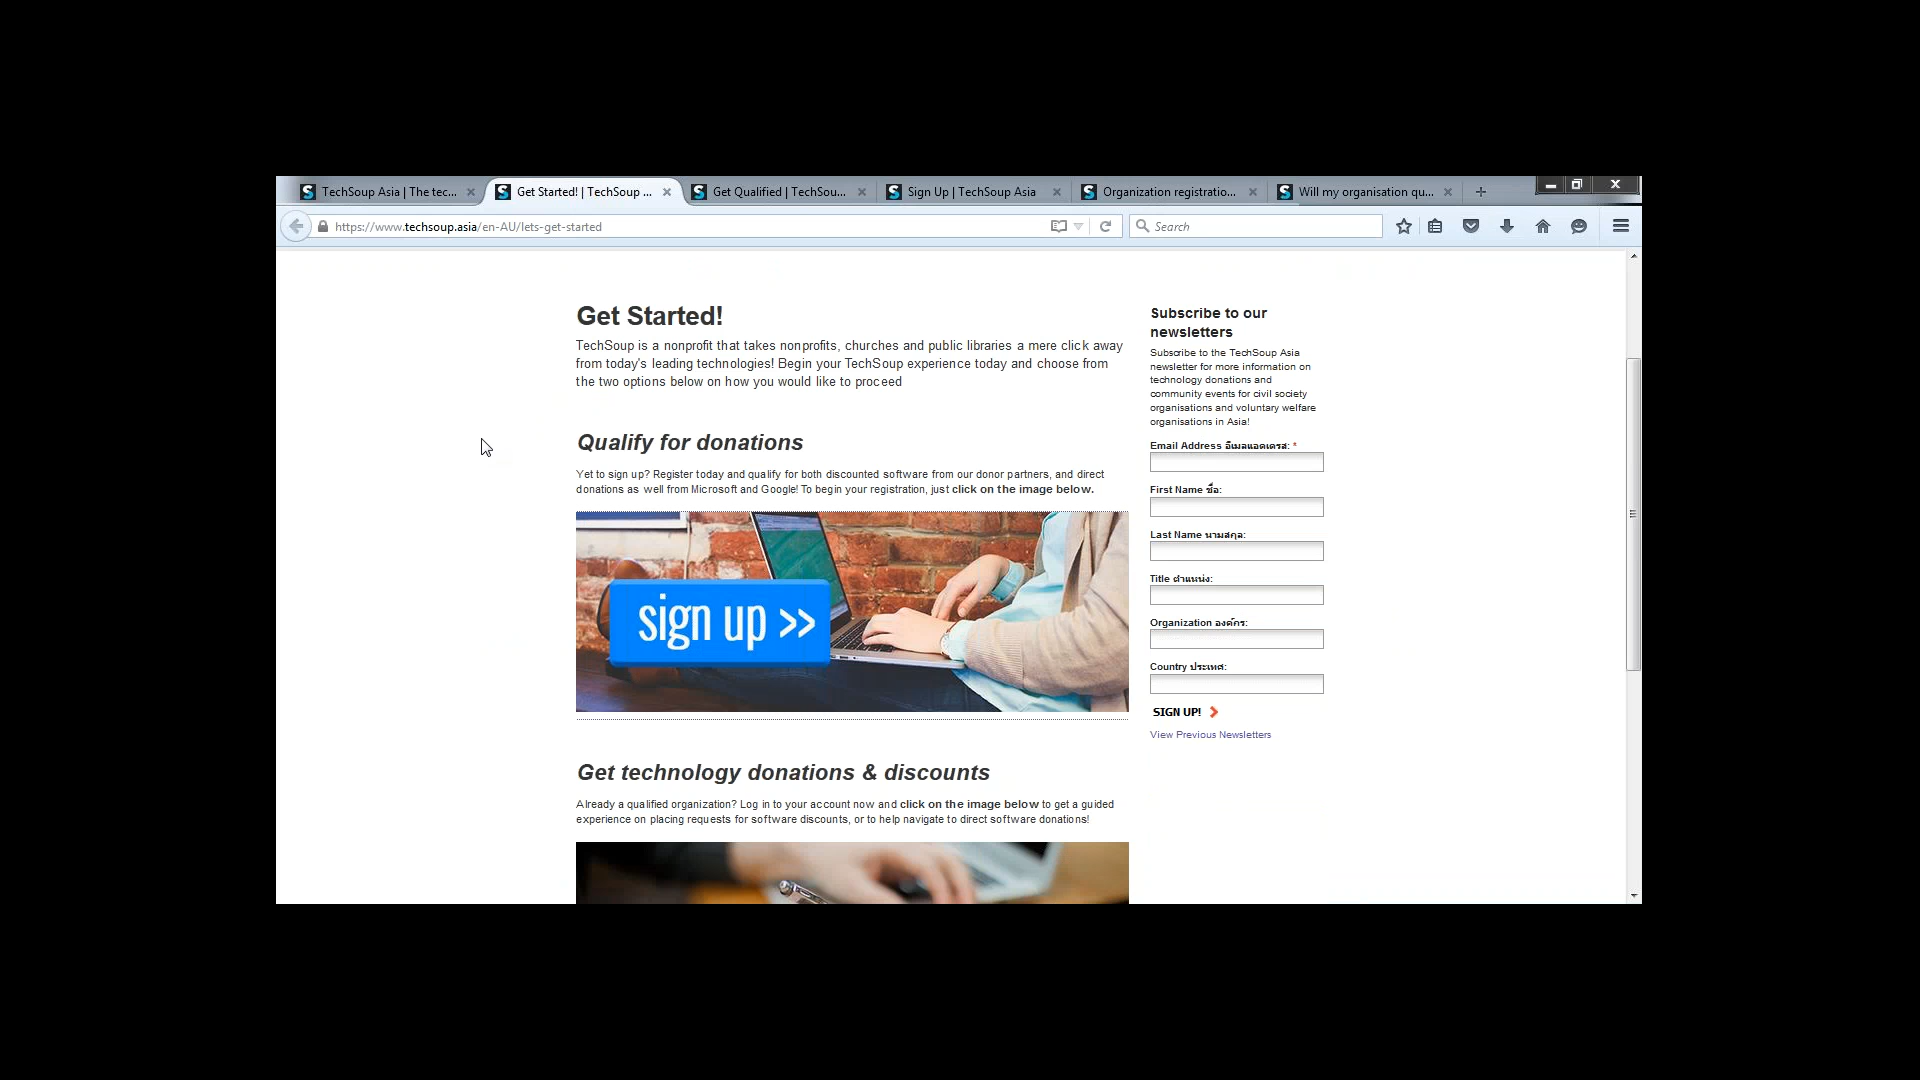 TechSoup Asia | The tec...
Get Started! | TechSoup ...
Get Qualified | TechSou...
Sign Up | TechSoup Asia
Organization registratio...
Will my organisation qu...
https://www.techsoup.asia/en-AU/lets-get-started
Search
Get Started!
TechSoup is a nonprofit that takes nonprofits, churches and public libraries a mere click away
from today's leading technologies! Begin your TechSoup experience today and choose from
the two options below on how you would like to proceed
Qualify for donations
Yet to sign up? Register today and qualify for both discounted software from our donor partners, and direct
donations as well from Microsoft and Google! To begin your registration, just click on the image below.
sign up >>
Get technology donations & discounts
Already a qualified organization? Log in to your account now and click on the image below to get a guided
experience on placing requests for software discounts, or to help navigate to direct software donations!
Subscribe to our
newsletters
Subscribe to the TechSoup Asia
newsletter for more information on
technology donations and
community events for civil society
organisations and voluntary welfare
organisations in Asia!
Email Address อีเมลแอดเดรส: *
First Name ชื่อ:
Last Name นามสกุล:
Title ตำแหน่ง:
Organization องค์กร:
Country ประเทศ:
SIGN UP!
View Previous Newsletters